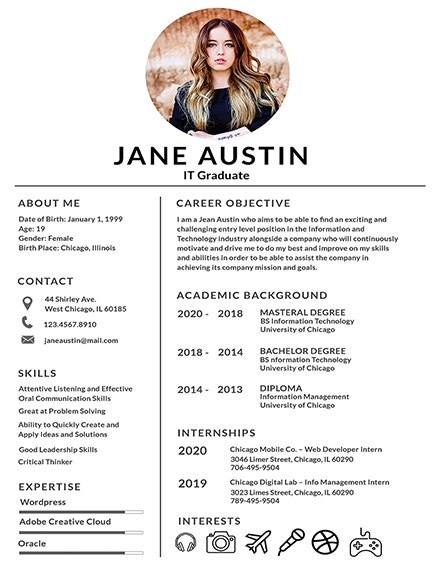 JANE AUSTIN
IT Graduate
ABOUT ME
Date of Birth: January 1, 1999
Age: 19
Gender: Female
Birth Place: Chicago, Illinois
CONTACT
44 Shirley Ave.
West Chicago, IL 60185
123.4567.8910
janeaustin@mail.com
SKILLS
Attentive Listening and Effective
Oral Communication Skills
Great at Problem Solving
Ability to Quickly Create and
Apply Ideas and Solutions
Good Leadership Skills
Critical Thinker
EXPERTISE
Wordpress
Adobe Creative Cloud
Oracle
CAREER OBJECTIVE
I am a Jean Austin who aims to be able to find an exciting and
challenging entry level position in the Information and
Technology industry alongside a company who will continuously
motivate and drive me to do my best and improve on my skills
and abilities in order to be able to assist the company in
achieving its company mission and goals.
ACADEMIC BACKGROUND
2020 - 2018 MASTERAL DEGREE
BS Information Technology
University of Chicago
2018 - 2014 BACHELOR DEGREE
BS nformation Technology
University of Chicago
2014 - 2013 DIPLOMA
Information Management
University of Chicago
INTERNSHIPS
2020 Chicago Mobile Co. – Web Developer Intern
3046 Limer Street, Chicago, IL 60290
706-495-9504
2019 Chicago Digital Lab – Info Management Intern
3023 Limes Street, Chicago, IL 60290
789-695-9504
INTERESTS